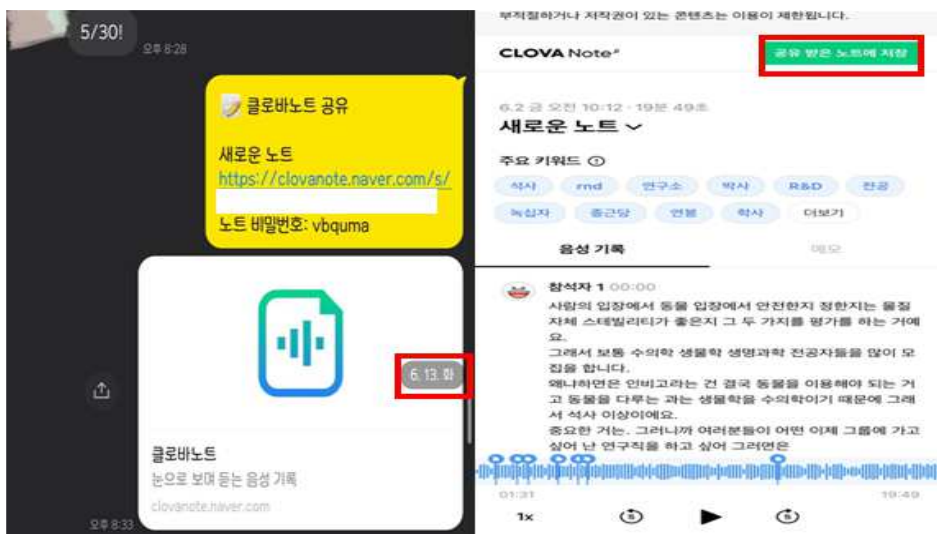 5/30!
오후 8:28
클로바노트 공유
새로운 노트
https://clovanote.naver.com/s/
노트 비밀번호: vbquma
6. 13. 화
클로바노트
눈으로 보며 듣는 음성 기록
clovanote.naver.com
오후 8:33
부적절하거나 저작권이 있는 콘텐츠는 이용이 제한됩니다.
CLOVA Note
공유 받은 노트에 저장
6.2 금 오전 10:12 · 19분 49초
새로운 노트
주요 키워드
석사 rnd 연구소 박사 R&D 전공
녹십자 종근당 연봉 학사 더보기
음성 기록 메모
참석자 1 00:00
사람의 입장에서 동물 입장에서 안전한지 정한지는 물질
자체 스테빌리티가 좋은지 그 두 가지를 평가를 하는 거예
요.
그래서 보통 수의학 생물학 생명과학 전공자들을 많이 모
집을 합니다.
왜냐하면은 인비고라는 건 결국 동물을 이용해야 되는 거
고 동물을 다루는 과는 생물학을 수의학이기 때문에 그래
서 석사 이상이에요.
중요한 거는. 그러니까 여러분들이 어떤 이제 그룹에 가고
싶어 난 연구직을 하고 싶어 그러면은
01:31 19:49
1x 5 5